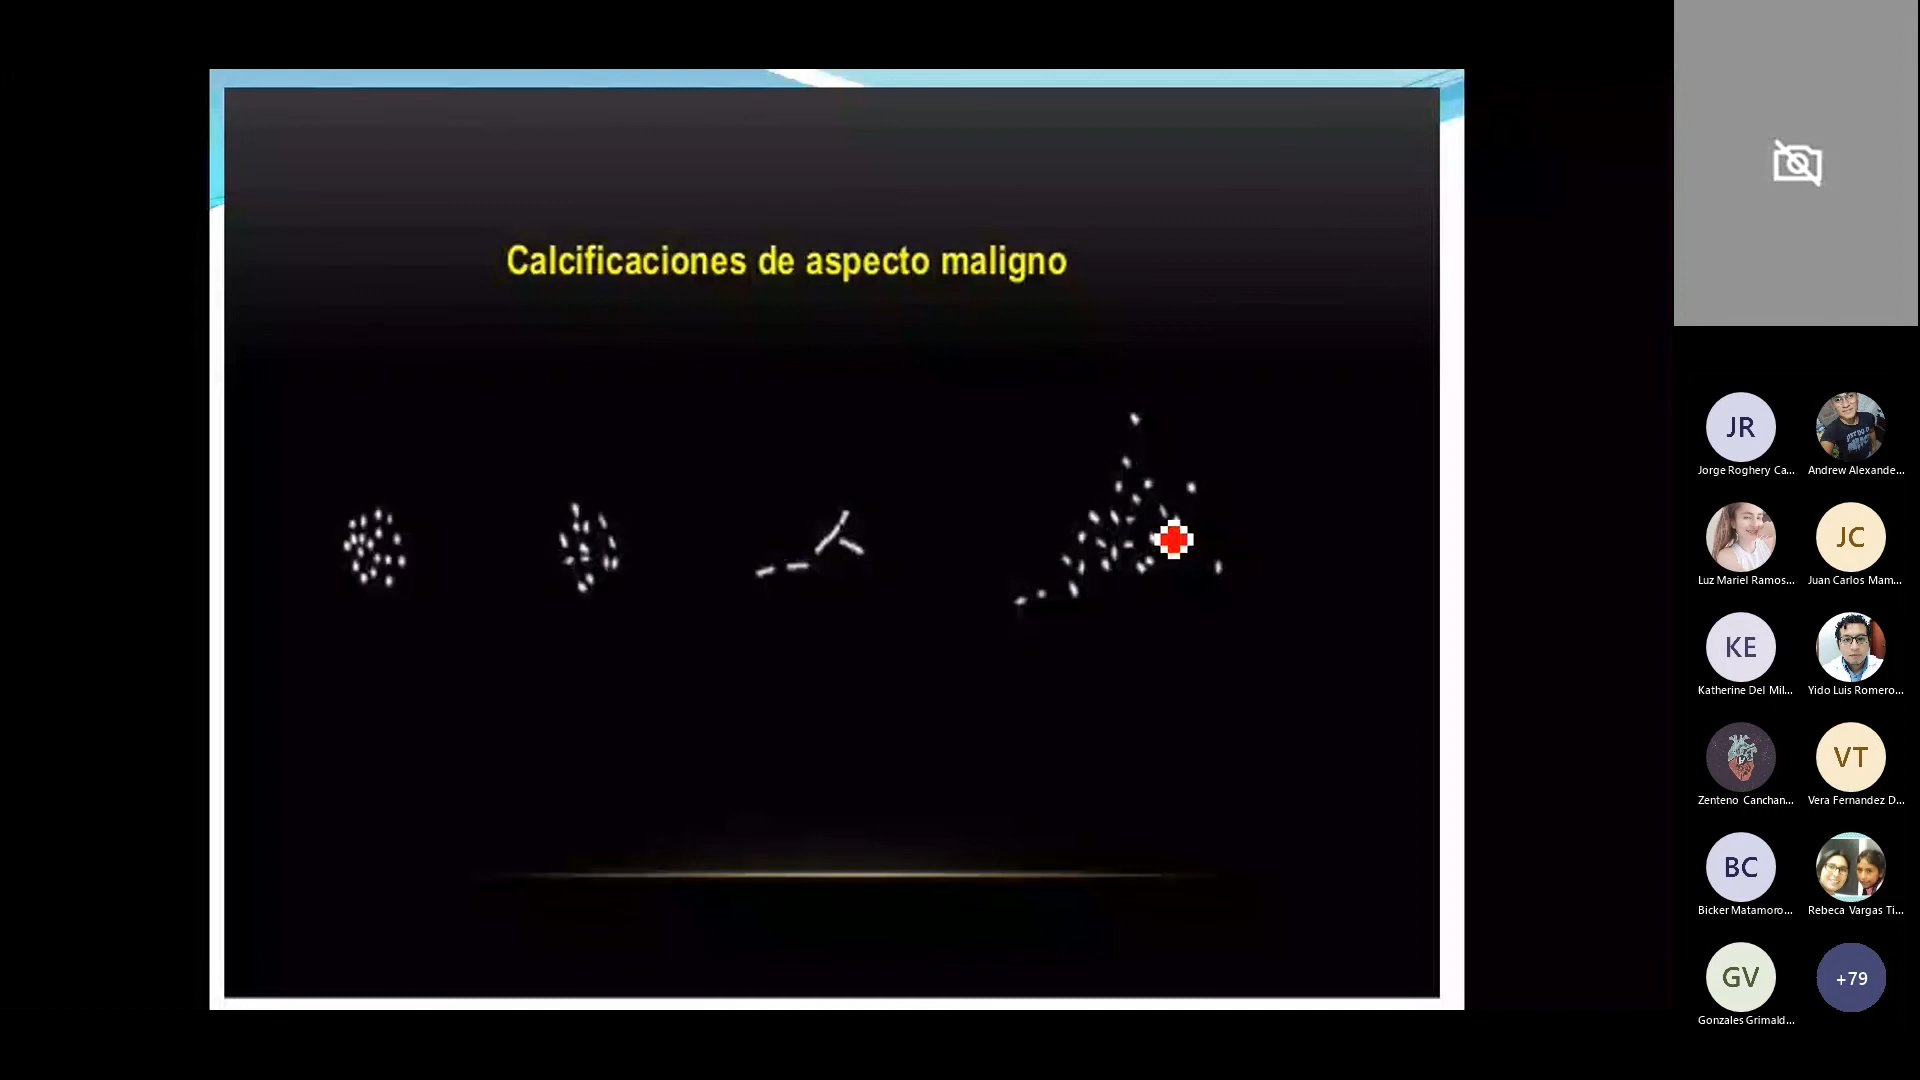 Calcificaciones de aspecto maligno
JR
Jorge Roghery Ca...
Andrew Alexande...
Luz Mariel Ramos...
JC
Juan Carlos Mam...
KE
Katherine Del Mil...
Yido Luis Romero...
Zenteno Canchan...
VT
Vera Fernandez D...
BC
Bicker Matamoro...
Rebeca Vargas Ti...
GV
Gonzales Grimald...
+79